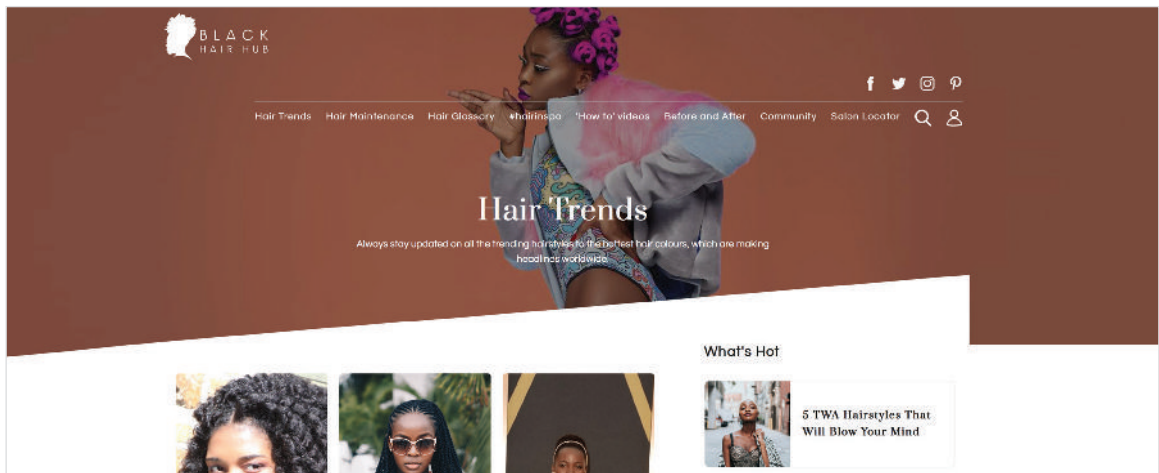 BLACK
HAIR HUB
Hair Trends Hair Maintenance Hair Glossary #hairinspo 'How to' videos Before and After Community Salon Locator
Hair Trends
Always stay updated on all the trending hairstyles to the hottest hair colours, which are making
headlines worldwide.
What's Hot
5 TWA Hairstyles That
Will Blow Your Mind